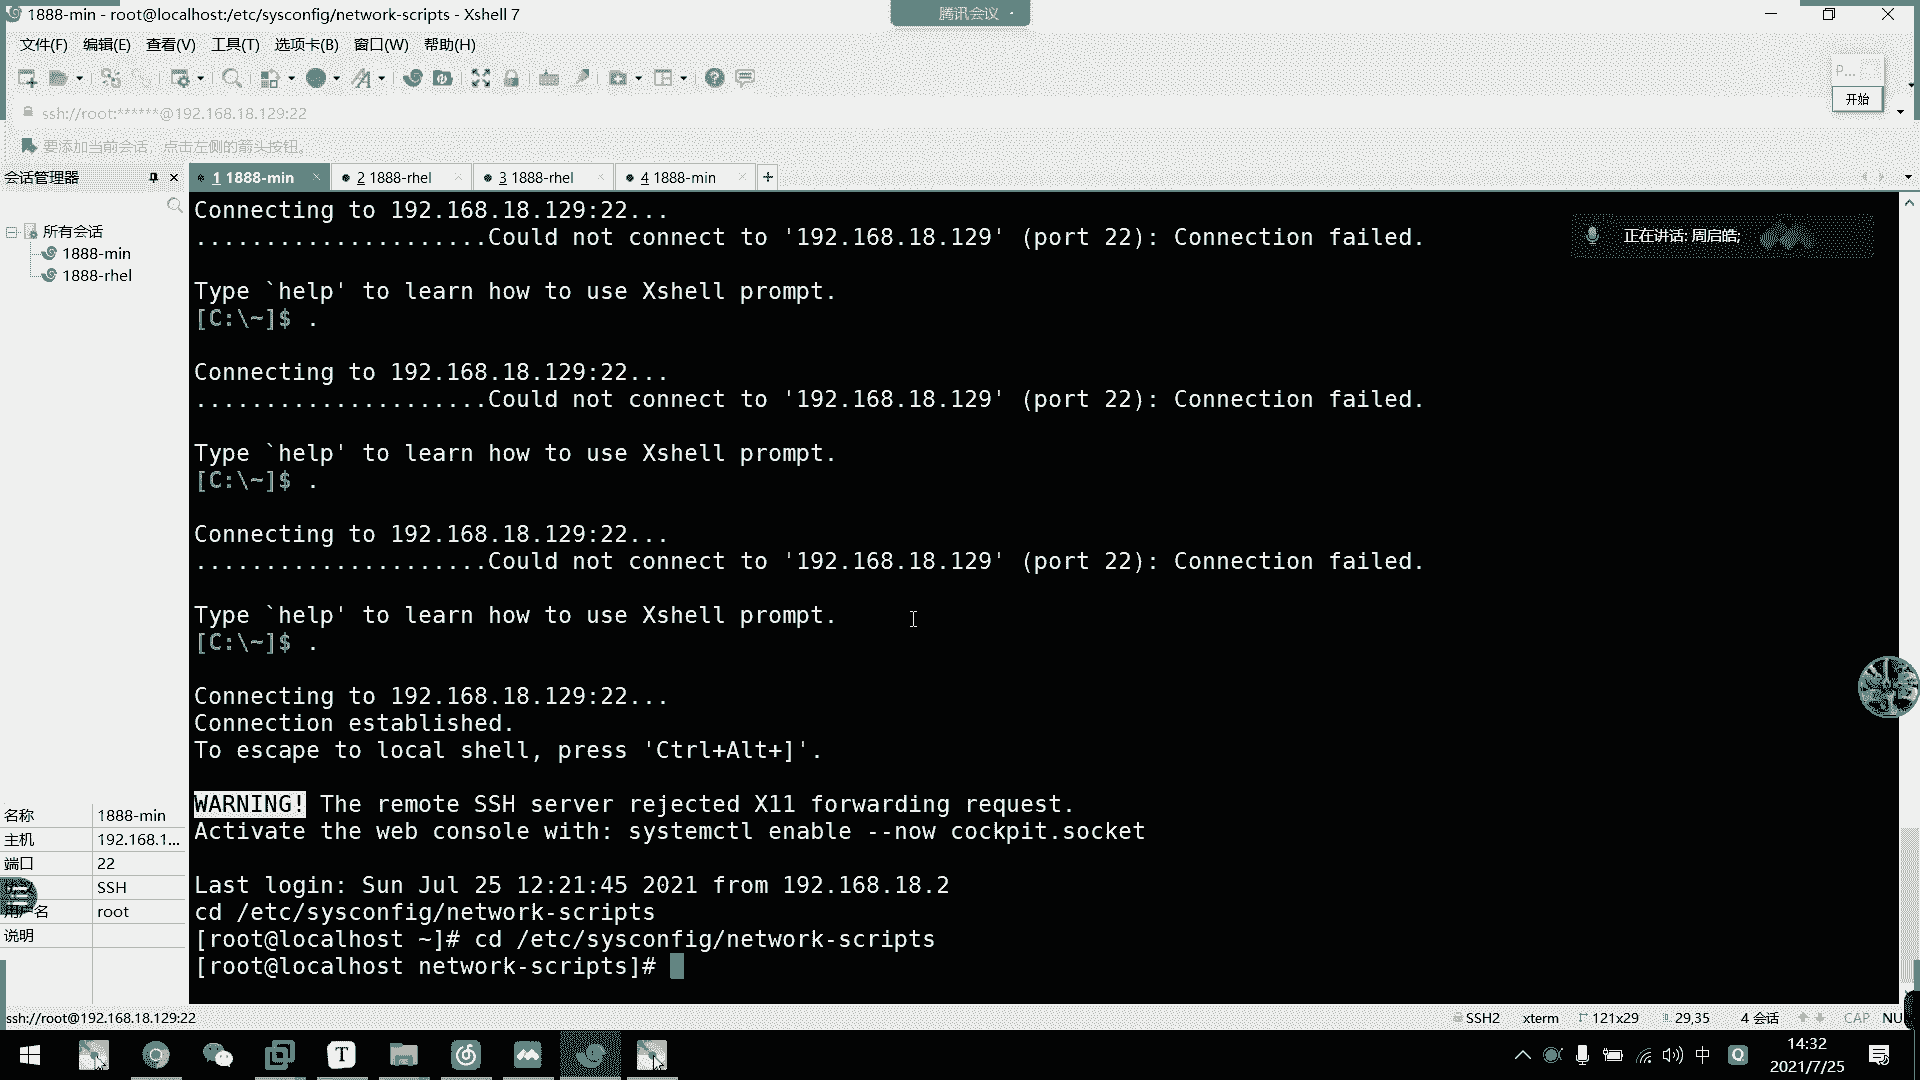 1888-min - root@localhost:/etc/sysconfig/network-scripts - Xshell 7
腾讯会议
文件(F) 编辑(E) 查看(V) 工具(T) 选项卡(B) 窗口(W) 帮助(H)
P...
开始
ssh://root:******@192.168.18.129:22
要添加当前会话，点击左侧的箭头按钮。
会话管理器
1 1888-min
2 1888-rhel
3 1888-rhel
4 1888-min
所有会话
1888-min
1888-rhel
正在讲话: 周启皓;
Connecting to 192.168.18.129:22...
.....................Could not connect to '192.168.18.129' (port 22): Connection failed.
Type `help' to learn how to use Xshell prompt.
[C:\~]$ .
Connecting to 192.168.18.129:22...
.....................Could not connect to '192.168.18.129' (port 22): Connection failed.
Type `help' to learn how to use Xshell prompt.
[C:\~]$ .
Connecting to 192.168.18.129:22...
.....................Could not connect to '192.168.18.129' (port 22): Connection failed.
Type `help' to learn how to use Xshell prompt.
[C:\~]$ .
Connecting to 192.168.18.129:22...
Connection established.
To escape to local shell, press 'Ctrl+Alt+]'.
WARNING! The remote SSH server rejected X11 forwarding request.
Activate the web console with: systemctl enable --now cockpit.socket
Last login: Sun Jul 25 12:21:45 2021 from 192.168.18.2
cd /etc/sysconfig/network-scripts
[root@localhost ~]# cd /etc/sysconfig/network-scripts
[root@localhost network-scripts]#
名称 1888-min
主机 192.168.1...
端口 22
SSH
用户名 root
说明
ssh://root@192.168.18.129:22
SSH2 xterm 121x29 29,35 4 会话 CAP NU
中
14:32
2021/7/25